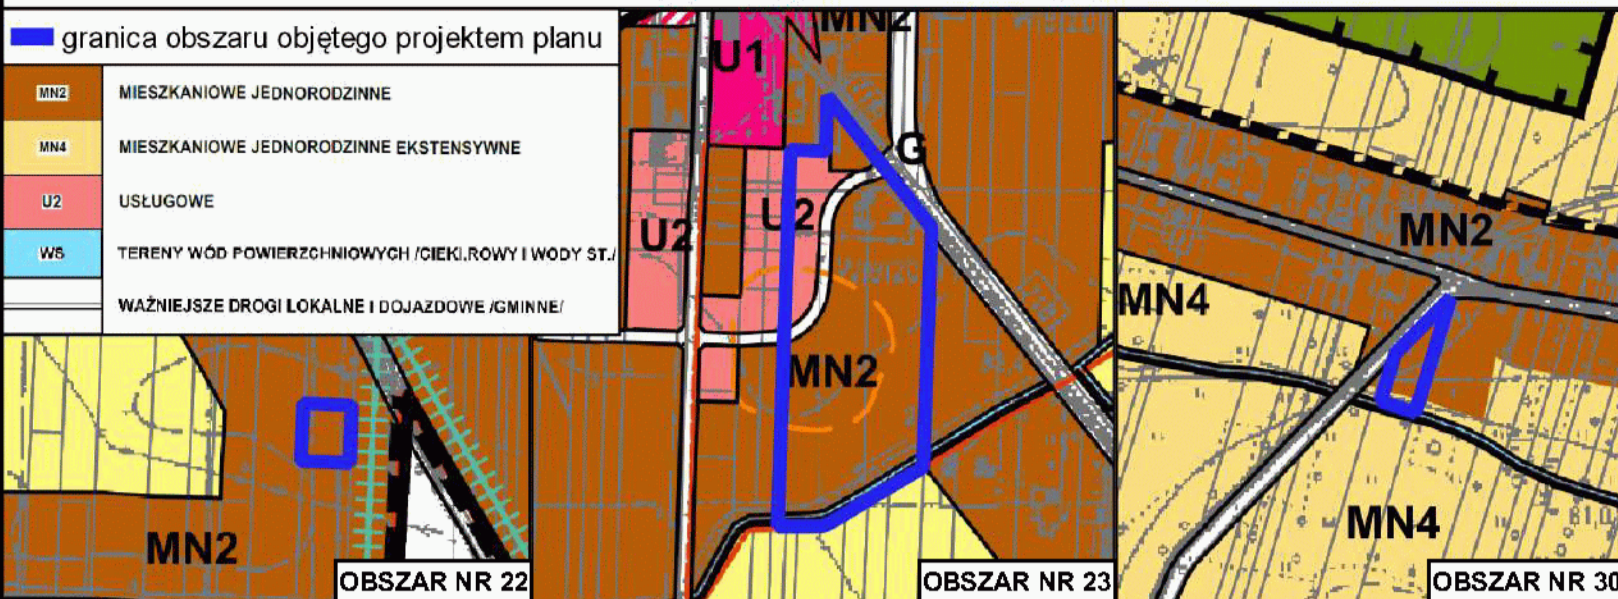 granica obszaru objętego projektem planu
MN2 MIESZKANIOWE JEDNORODZINNE
MN4 MIESZKANIOWE JEDNORODZINNE EKSTENSYWNE
U2 USŁUGOWE
WS TERENY WÓD POWIERZCHNIOWYCH /CIEKI,ROWY I WODY ST./
WAŻNIEJSZE DROGI LOKALNE I DOJAZDOWE /GMINNE/
MN2
OBSZAR NR 22
MN2
U1
G
U2
U2
MN2
OBSZAR NR 23
MN2
MN4
MN4
OBSZAR NR 30